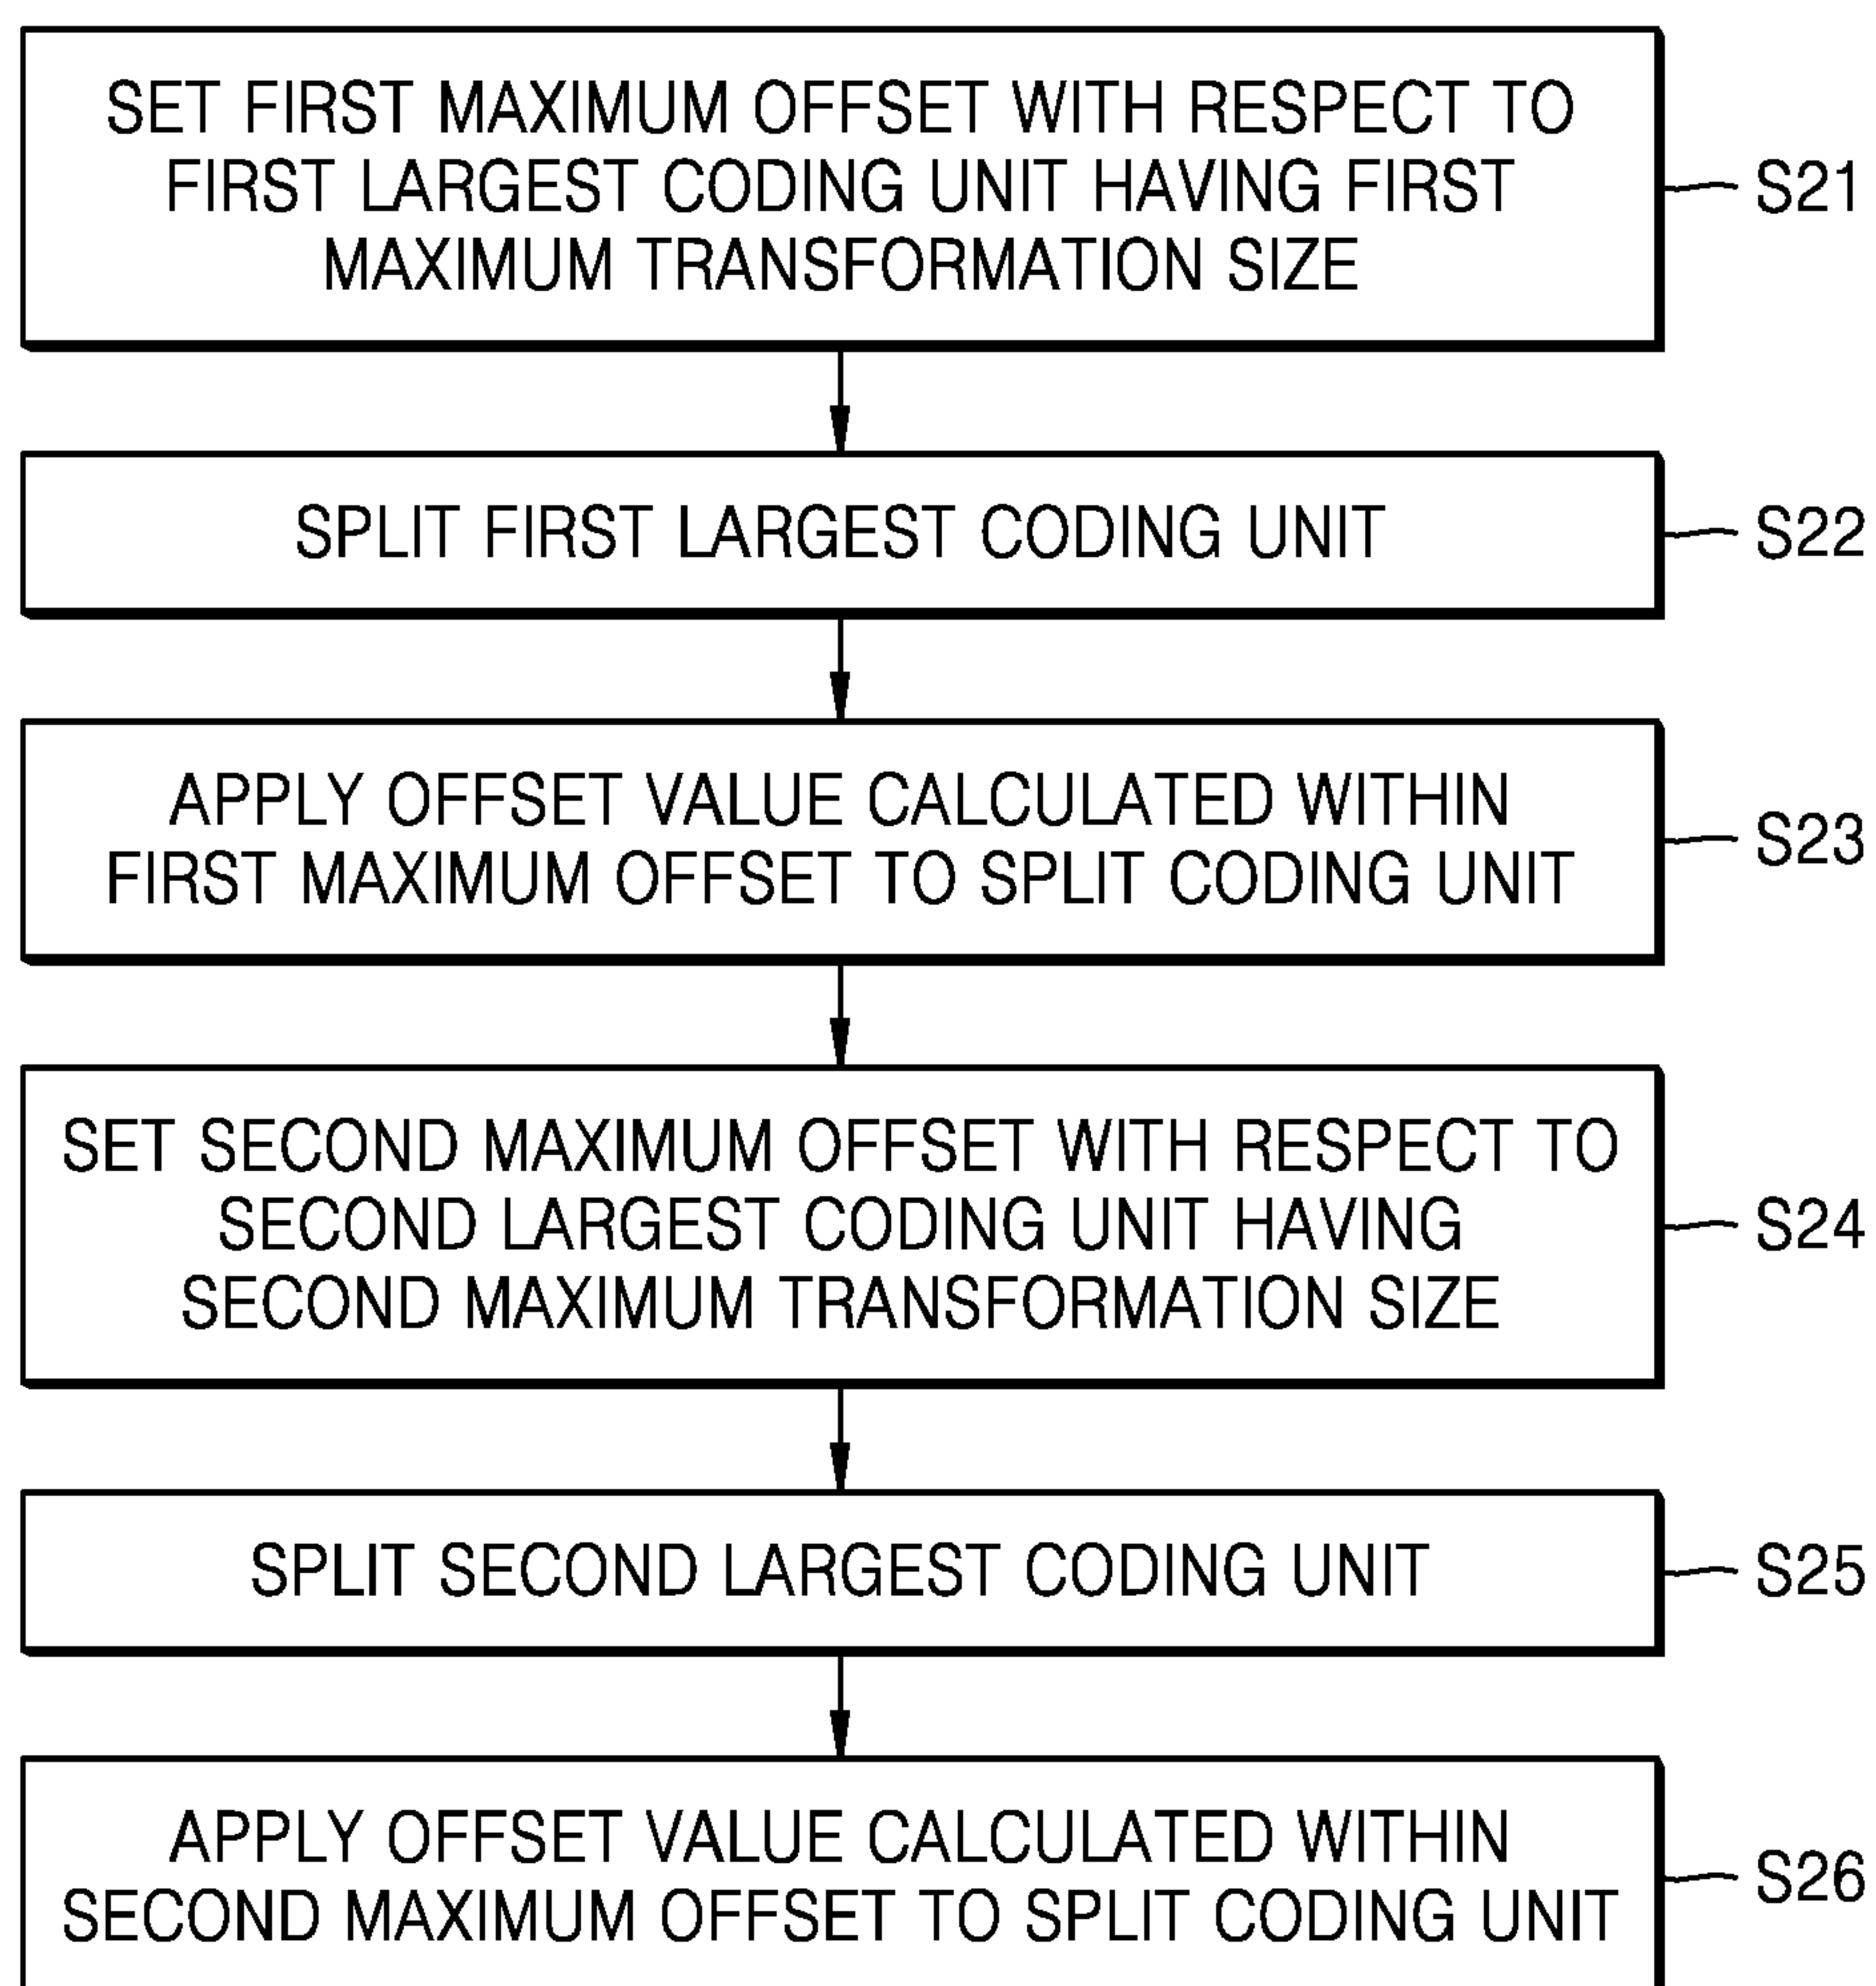 SET FIRST MAXIMUM OFFSET WITH RESPECT TO
FIRST LARGEST CODING UNIT HAVING FIRST
MAXIMUM TRANSFORMATION SIZE
S21
SPLIT FIRST LARGEST CODING UNIT
S22
APPLY OFFSET VALUE CALCULATED WITHIN
FIRST MAXIMUM OFFSET TO SPLIT CODING UNIT
S23
SET SECOND MAXIMUM OFFSET WITH RESPECT TO
SECOND LARGEST CODING UNIT HAVING
SECOND MAXIMUM TRANSFORMATION SIZE
S24
SPLIT SECOND LARGEST CODING UNIT
S25
APPLY OFFSET VALUE CALCULATED WITHIN
SECOND MAXIMUM OFFSET TO SPLIT CODING UNIT
S26